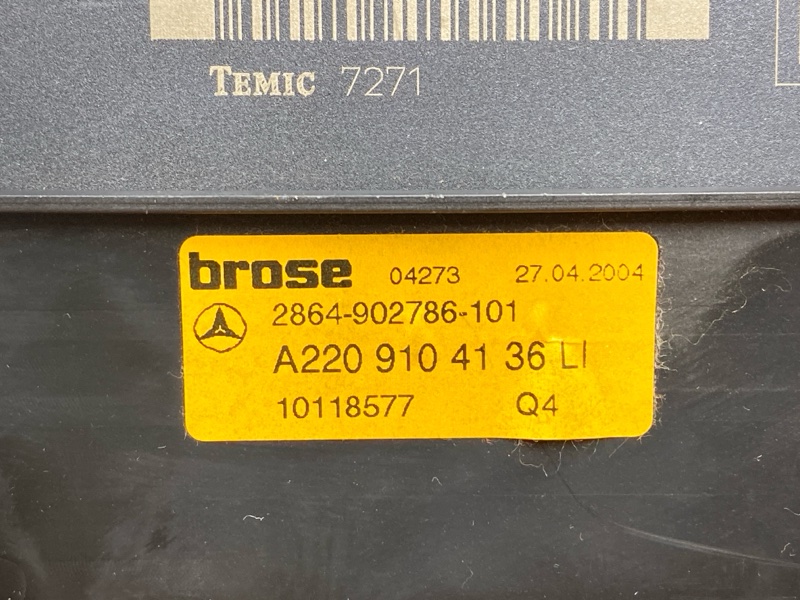 TEMIC 7271
brose 04273 27.04.2004
2864-902786-101
A220 910 41 36 LI
10118577 Q4